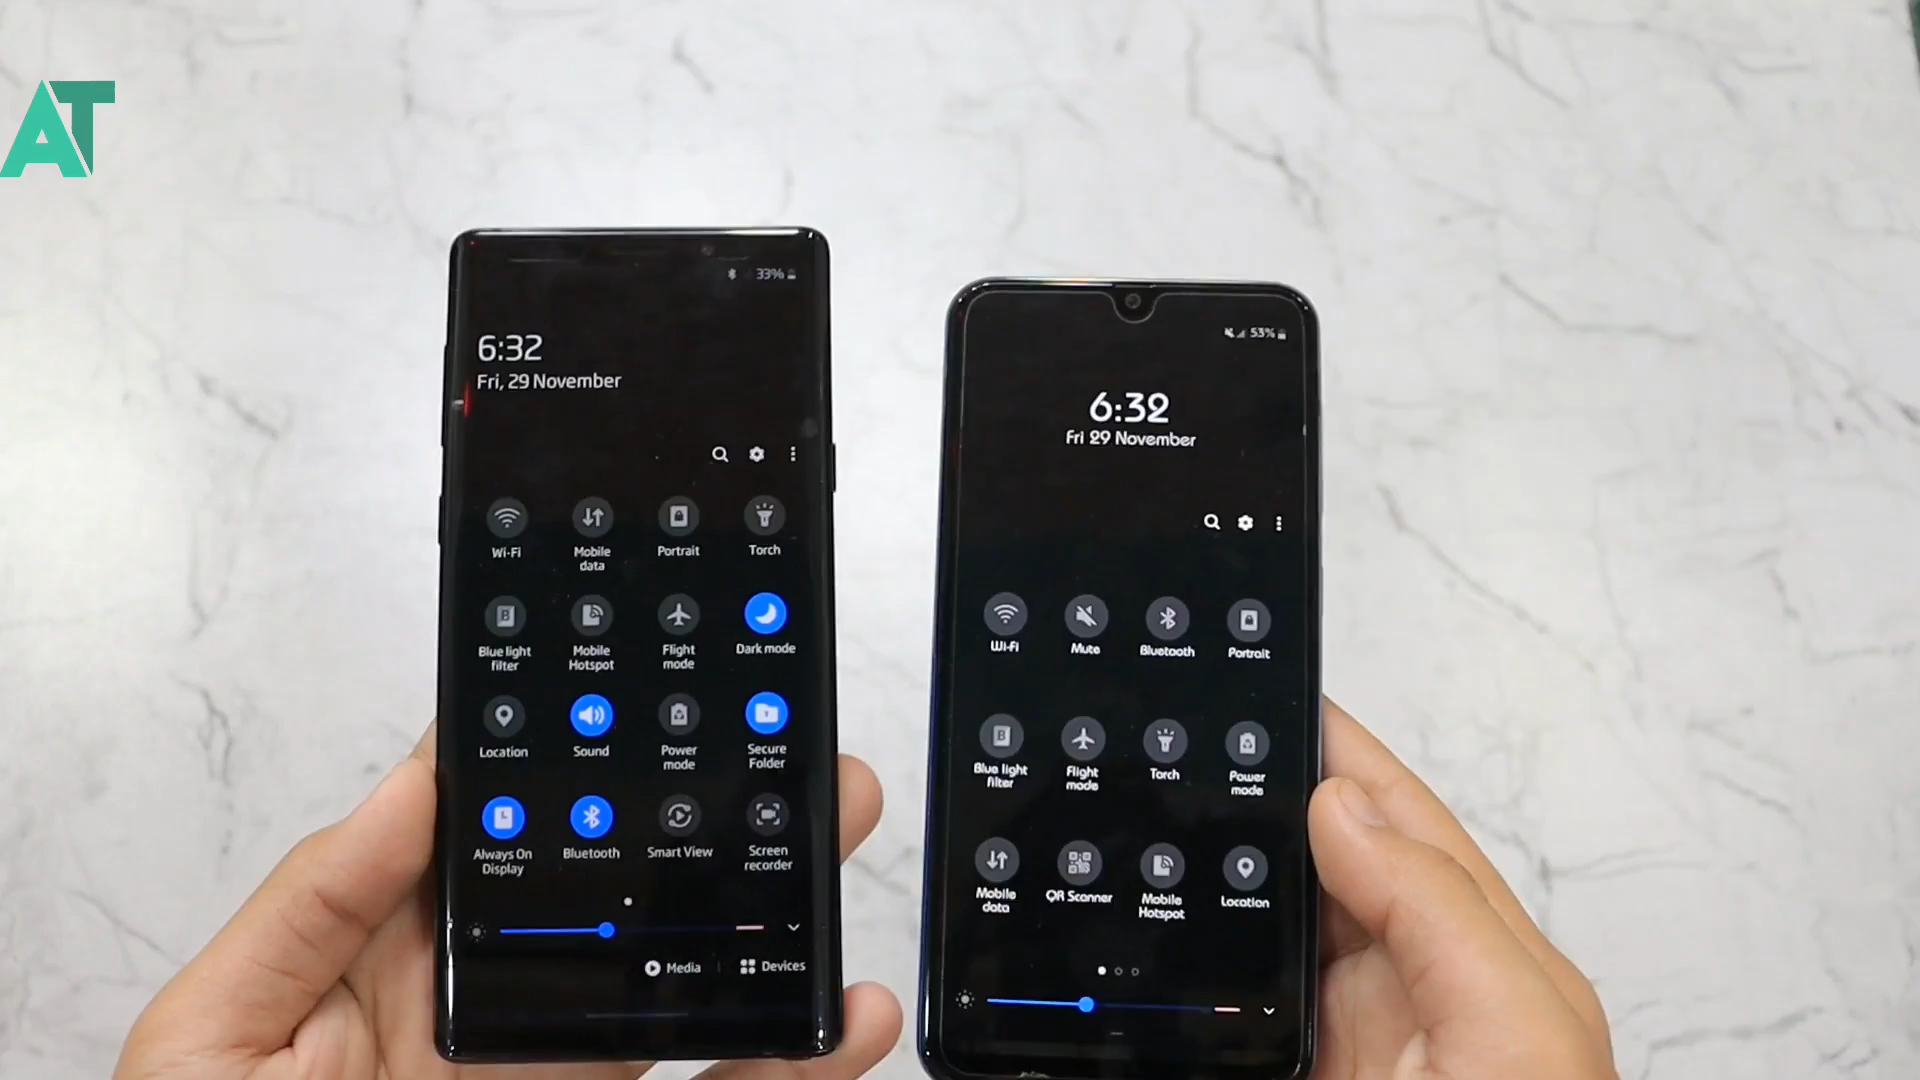 AT
33%
6:32
Fri, 29 November
Wi-Fi
Mobile
data
Portrait
Torch
Blue light
filter
Mobile
Hotspot
Flight
mode
Dark mode
Location
Sound
Power
mode
Secure
Folder
Always On
Display
Bluetooth
Smart View
Screen
recorder
Media
Devices
53%
6:32
Fri 29 November
Wi-Fi
Mute
Bluetooth
Portrait
Blue light
filter
Flight
mode
Torch
Power
mode
Mobile
data
QR Scanner
Mobile
Hotspot
Location